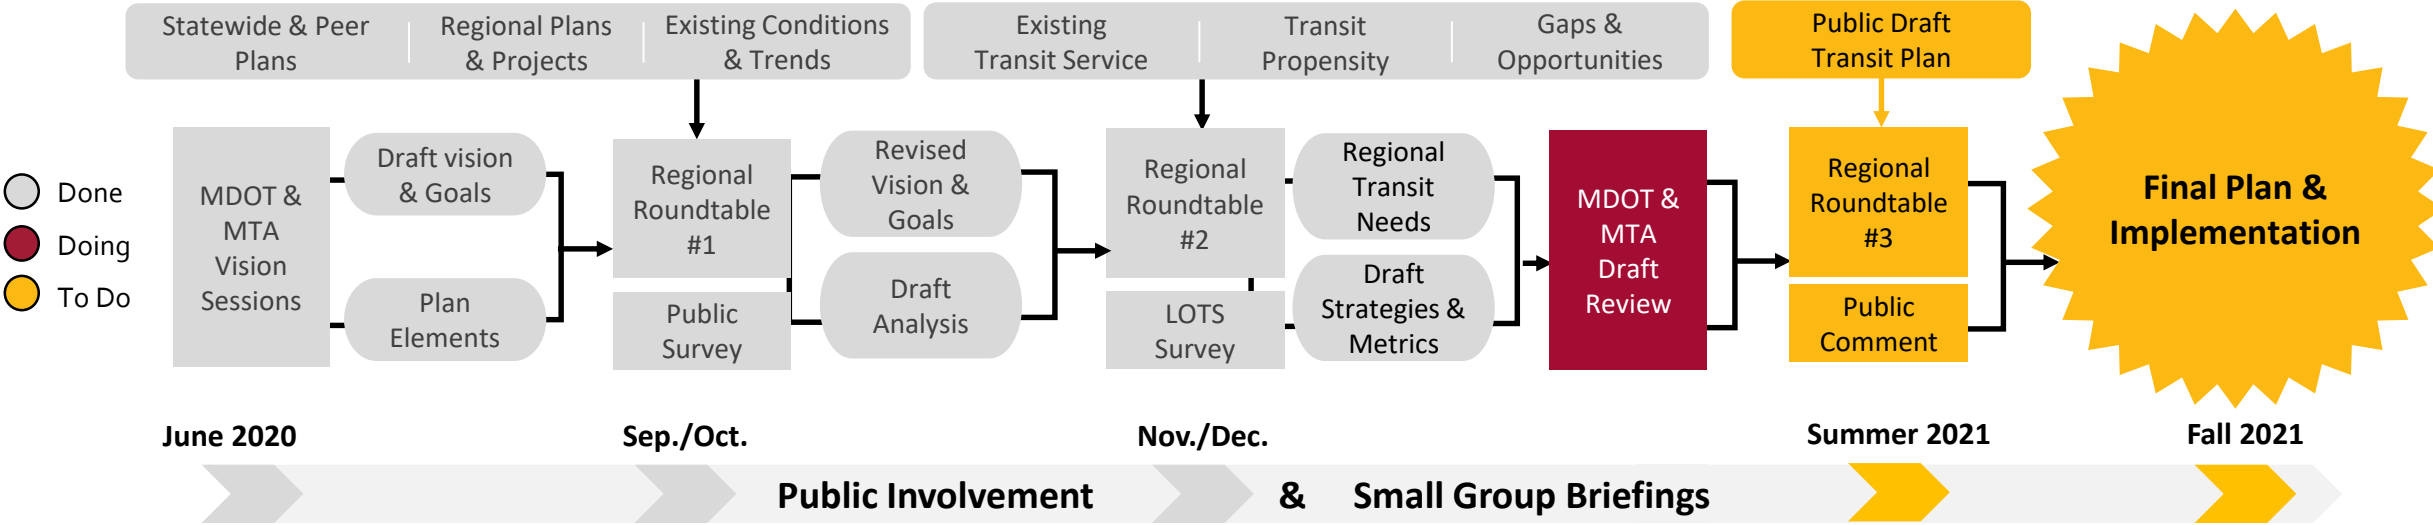 Statewide & Peer
Plans
Regional Plans
& Projects
Existing Conditions
& Trends
Existing
Transit Service
Transit
Propensity
Gaps &
Opportunities
Public Draft
Transit Plan
Done
Doing
To Do
MDOT &
MTA
Vision
Sessions
Draft vision
& Goals
Plan
Elements
Regional
Roundtable
#1
Public
Survey
Revised
Vision &
Goals
Draft
Analysis
Regional
Roundtable
#2
LOTS
Survey
Regional
Transit
Needs
Draft
Strategies &
Metrics
MDOT &
MTA
Draft
Review
Regional
Roundtable
#3
Public
Comment
Final Plan &
Implementation
June 2020
Sep./Oct.
Nov./Dec.
Summer 2021
Fall 2021
Public Involvement & Small Group Briefings